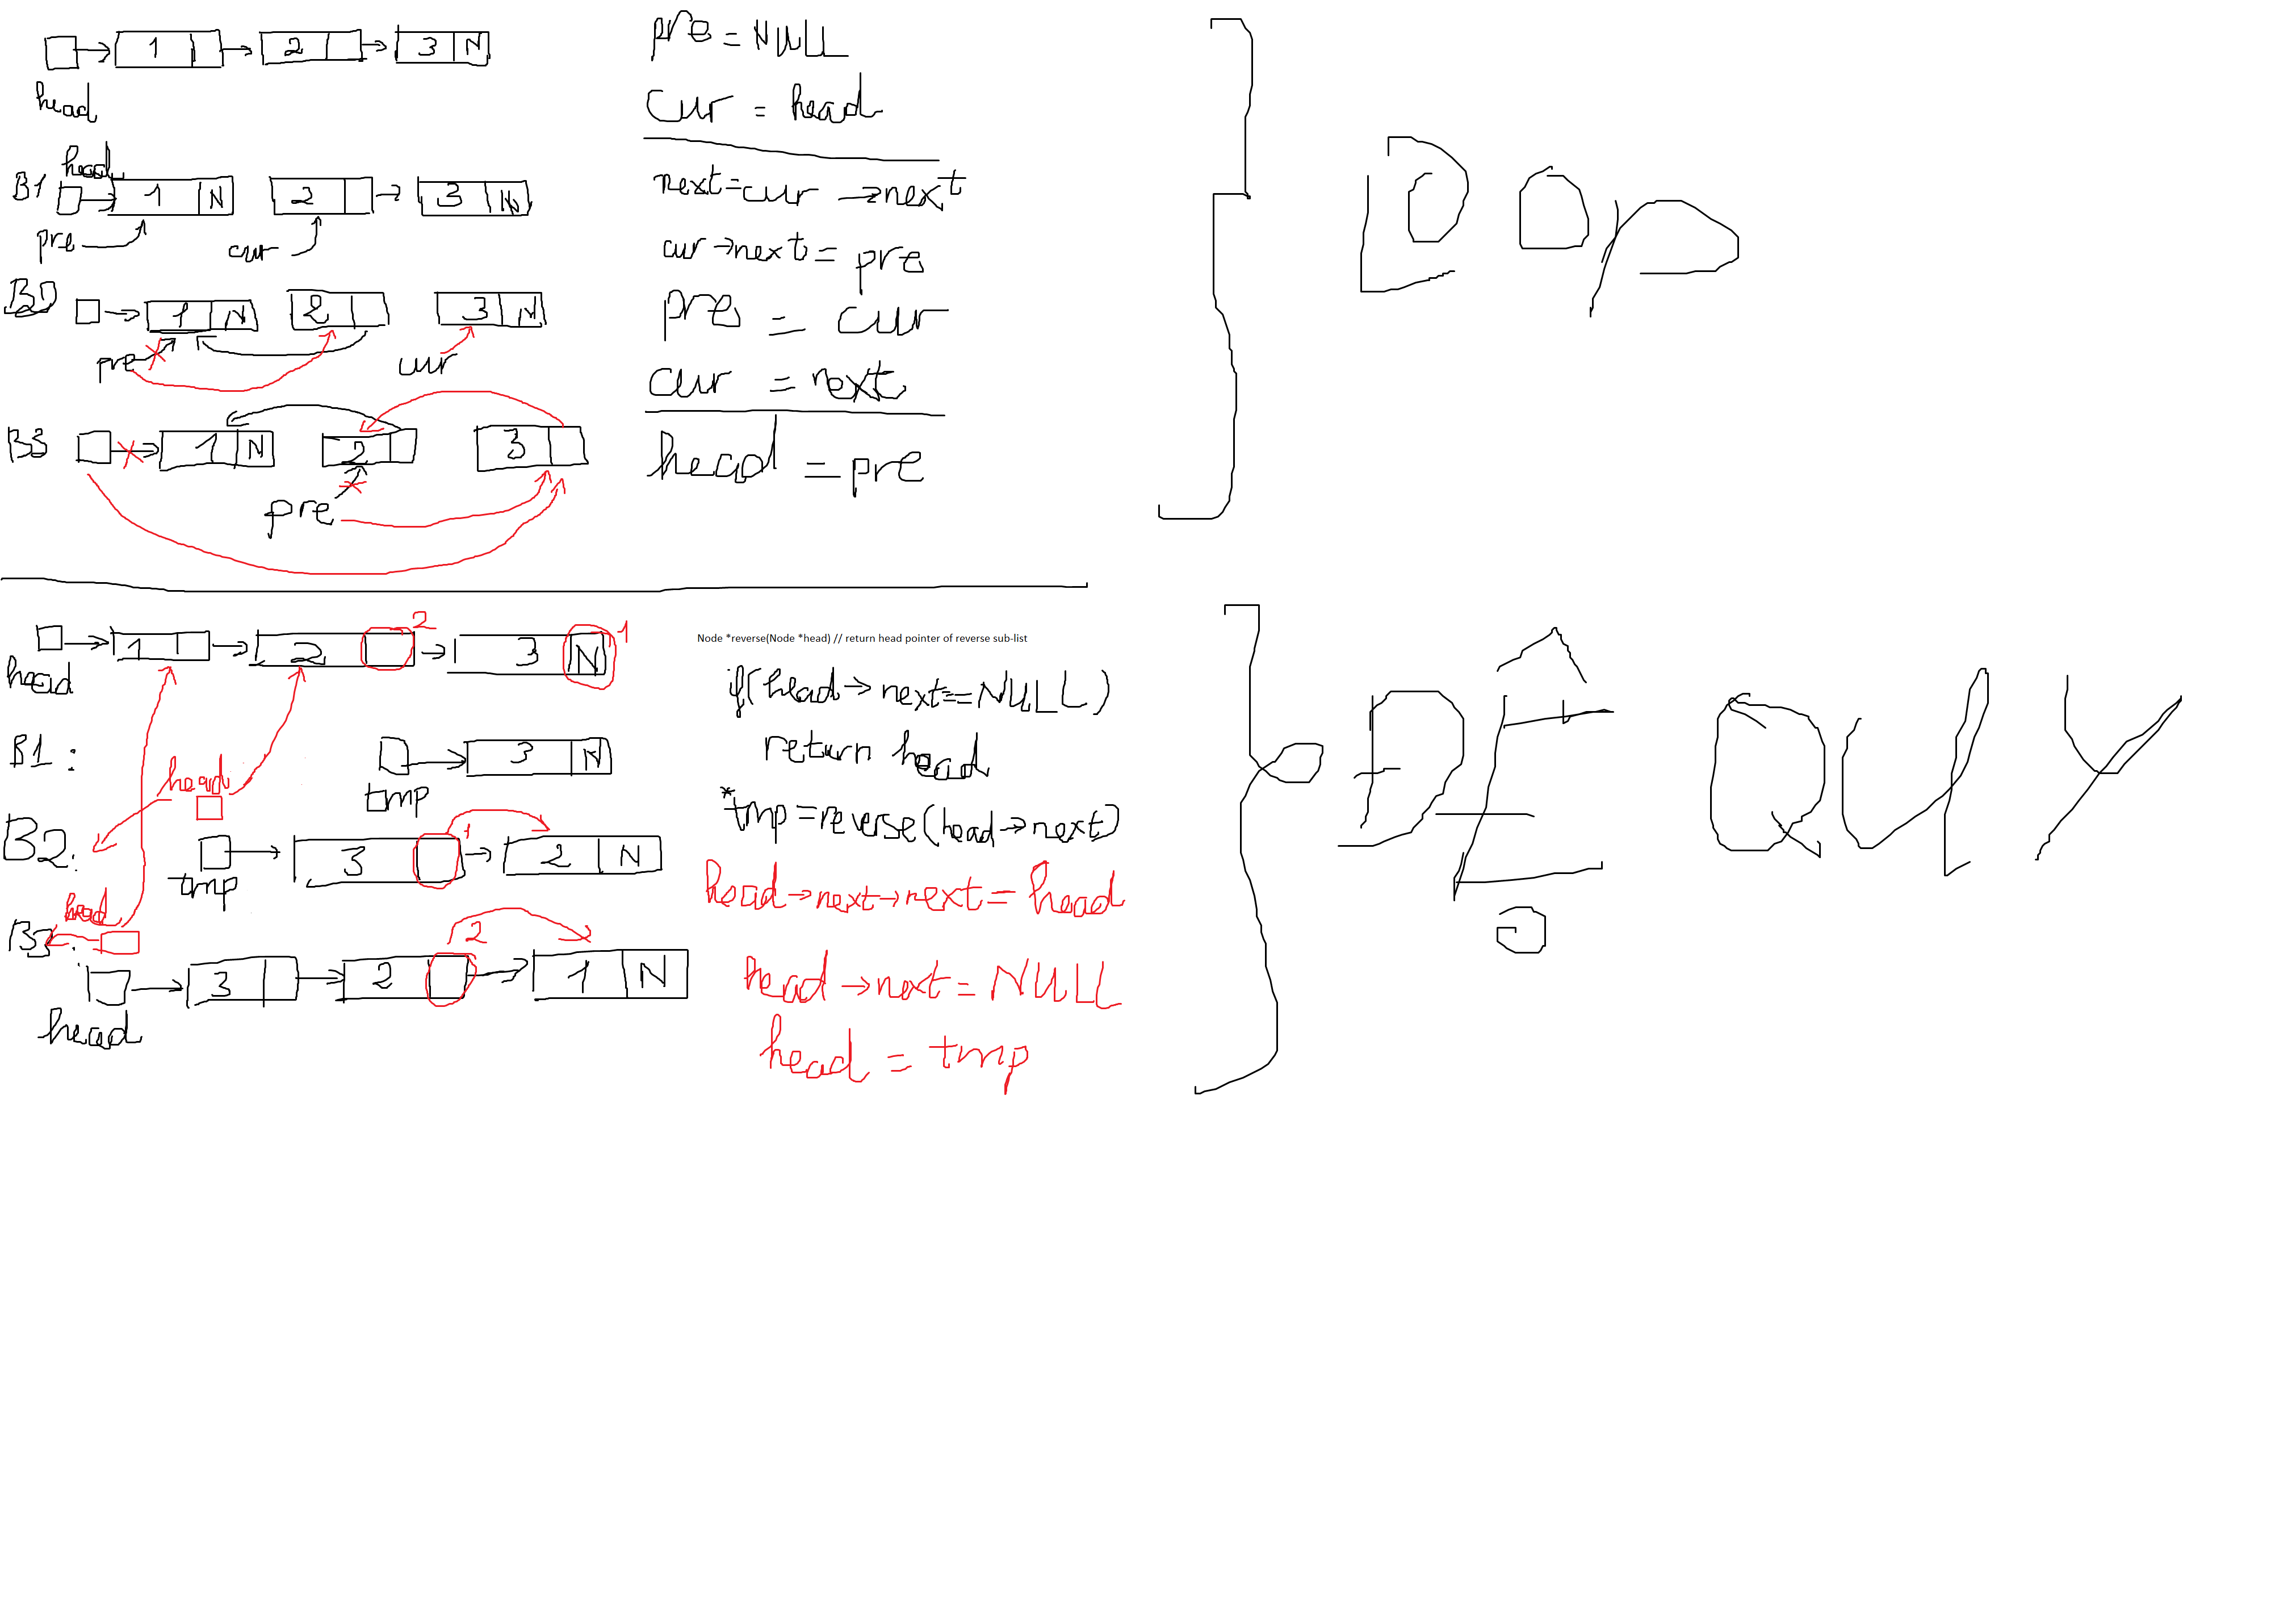 1 2 3 N
head
pre = NULL
cur = head
head
B1 1 N 2 3 N
pre cur
next = cur → next
cur → next = pre
pre = cur
cur = next
head = pre
1 N 2 3 N
pre cur
B3 1 N 2 3
pre
2 1
1 2 3 N
head
B1 : 3 N
head tmp
B2: 1
3 2 N
tmp
head
B3: 2
3 2 1 N
head
Node *reverse(Node *head) // return head pointer of reverse sub-list
if(head → next == NULL)
return head
*tmp = reverse(head → next)
head → next → next = head
head → next = NULL
head = tmp
ĐỆ QUY